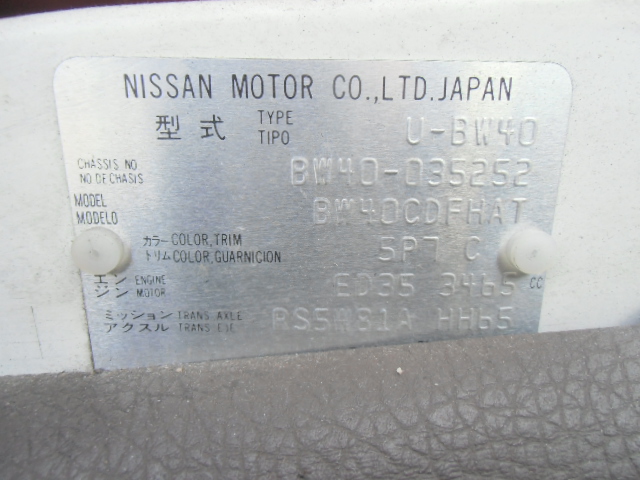 NISSAN MOTOR CO.,LTD.JAPAN
型式 TYPE TIPO U-BW40
CHASSIS NO NO DE CHASIS BW40-035252
MODEL MODELO BW40CDFHAT
カラー COLOR,TRIM
トリム COLOR,GUARNICION 5P7 C
エンジン ENGINE MOTOR ED35 3465 CC
ミッション TRANS AXLE
アクスル TRANS EJE RS5W81A HH65